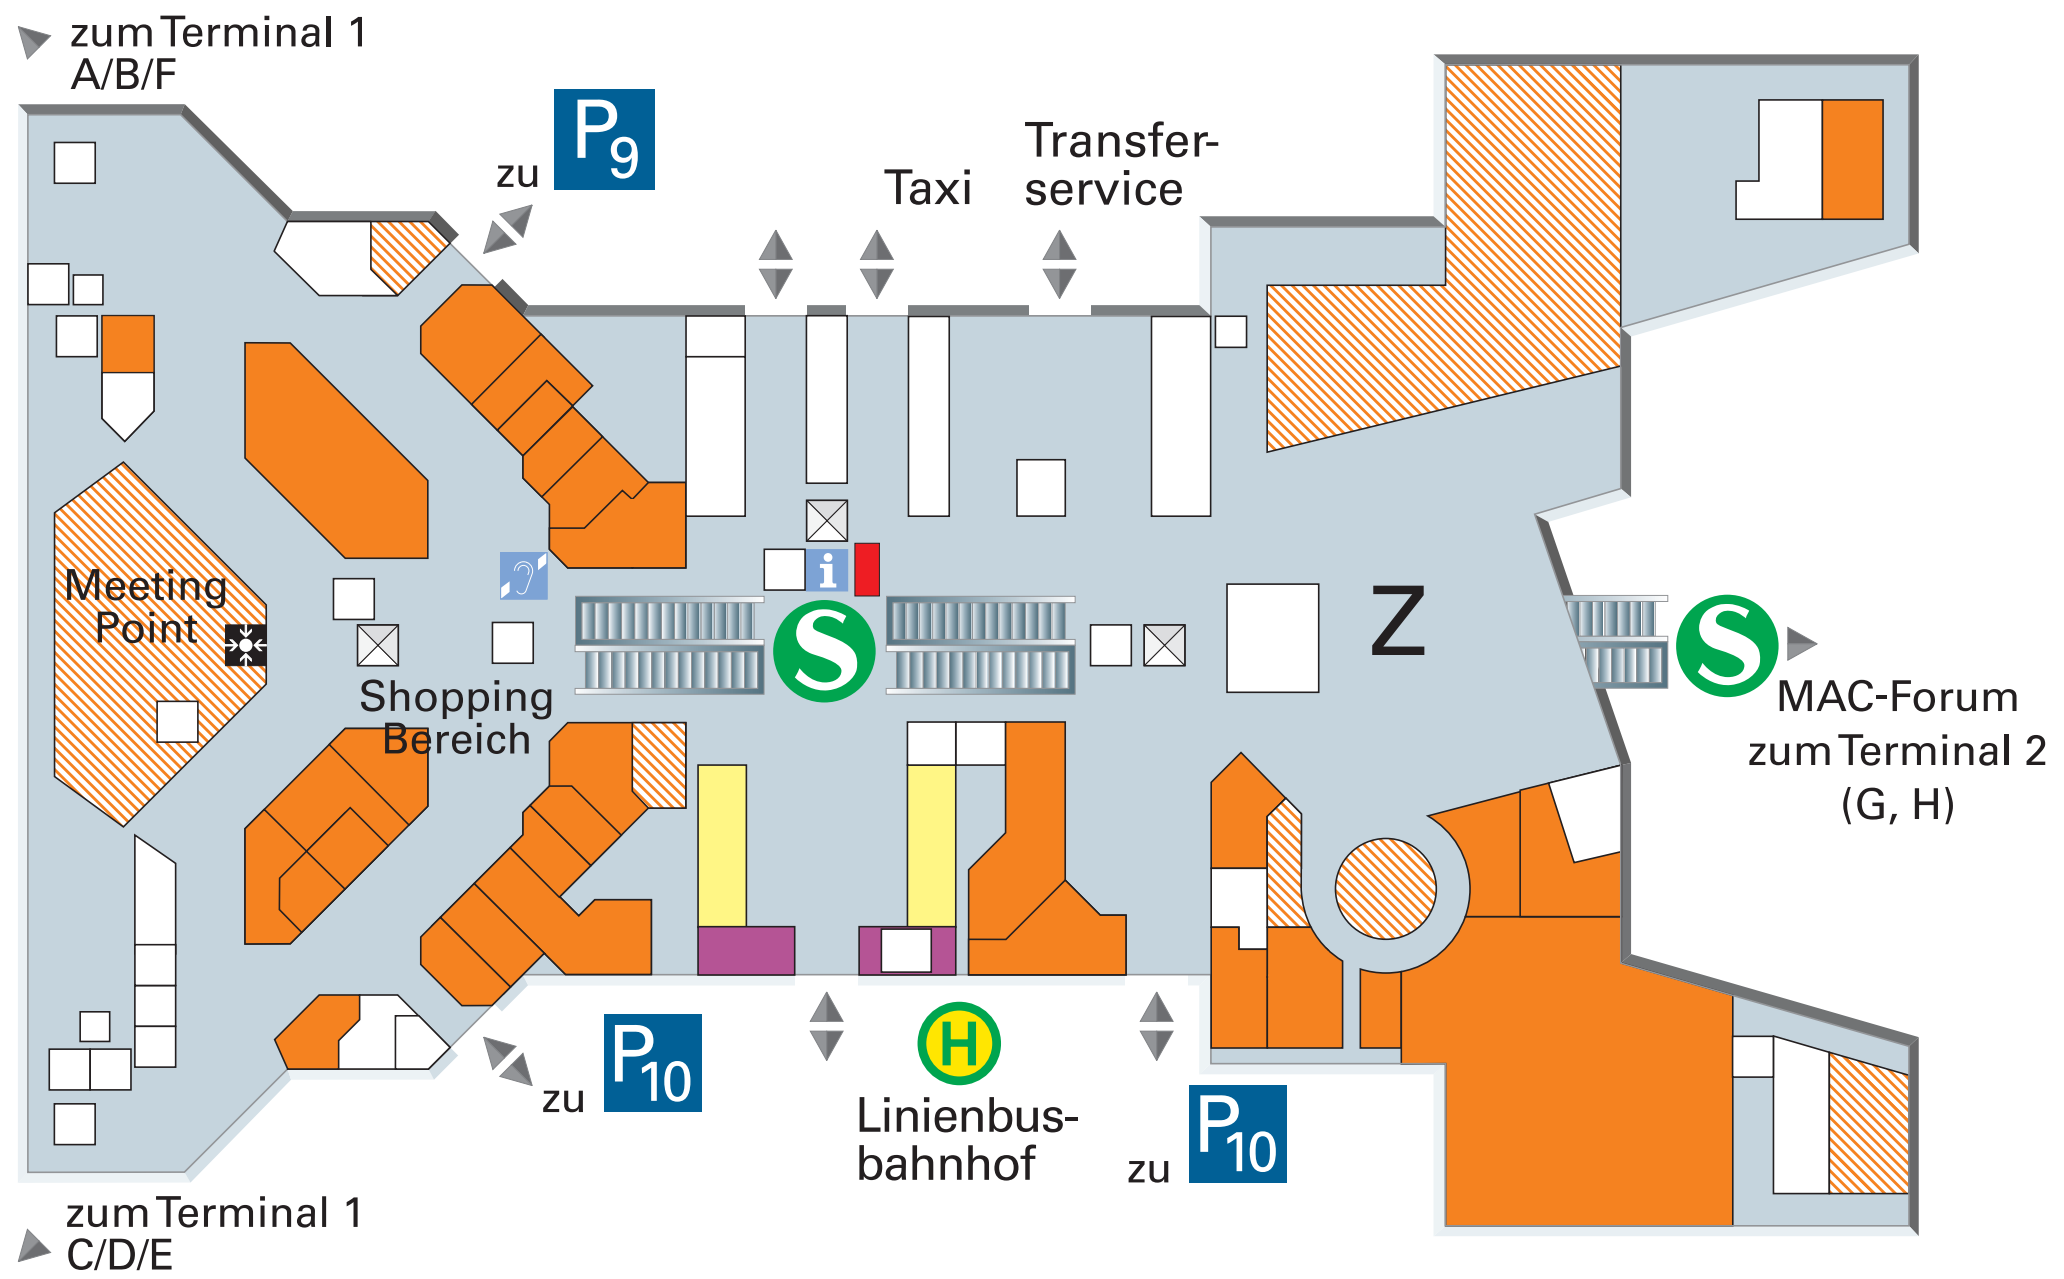 zum Terminal 1
A/B/F
zu
P9
Taxi
Transfer-
service
Meeting
Point
i
S
Z
S
Shopping
Bereich
MAC-Forum
zum Terminal 2
(G, H)
zu
P10
H
Linienbus-
bahnhof
zu
P10
zum Terminal 1
C/D/E